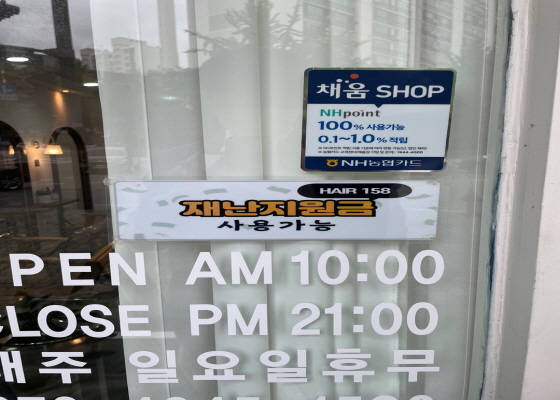 채움 SHOP
NHpoint
100% 사용가능
0.1~1.0% 적립
NH농협카드
HAIR 158
재난지원금
사용가능
PEN AM 10:00
CLOSE PM 21:00
매주 일요일휴무